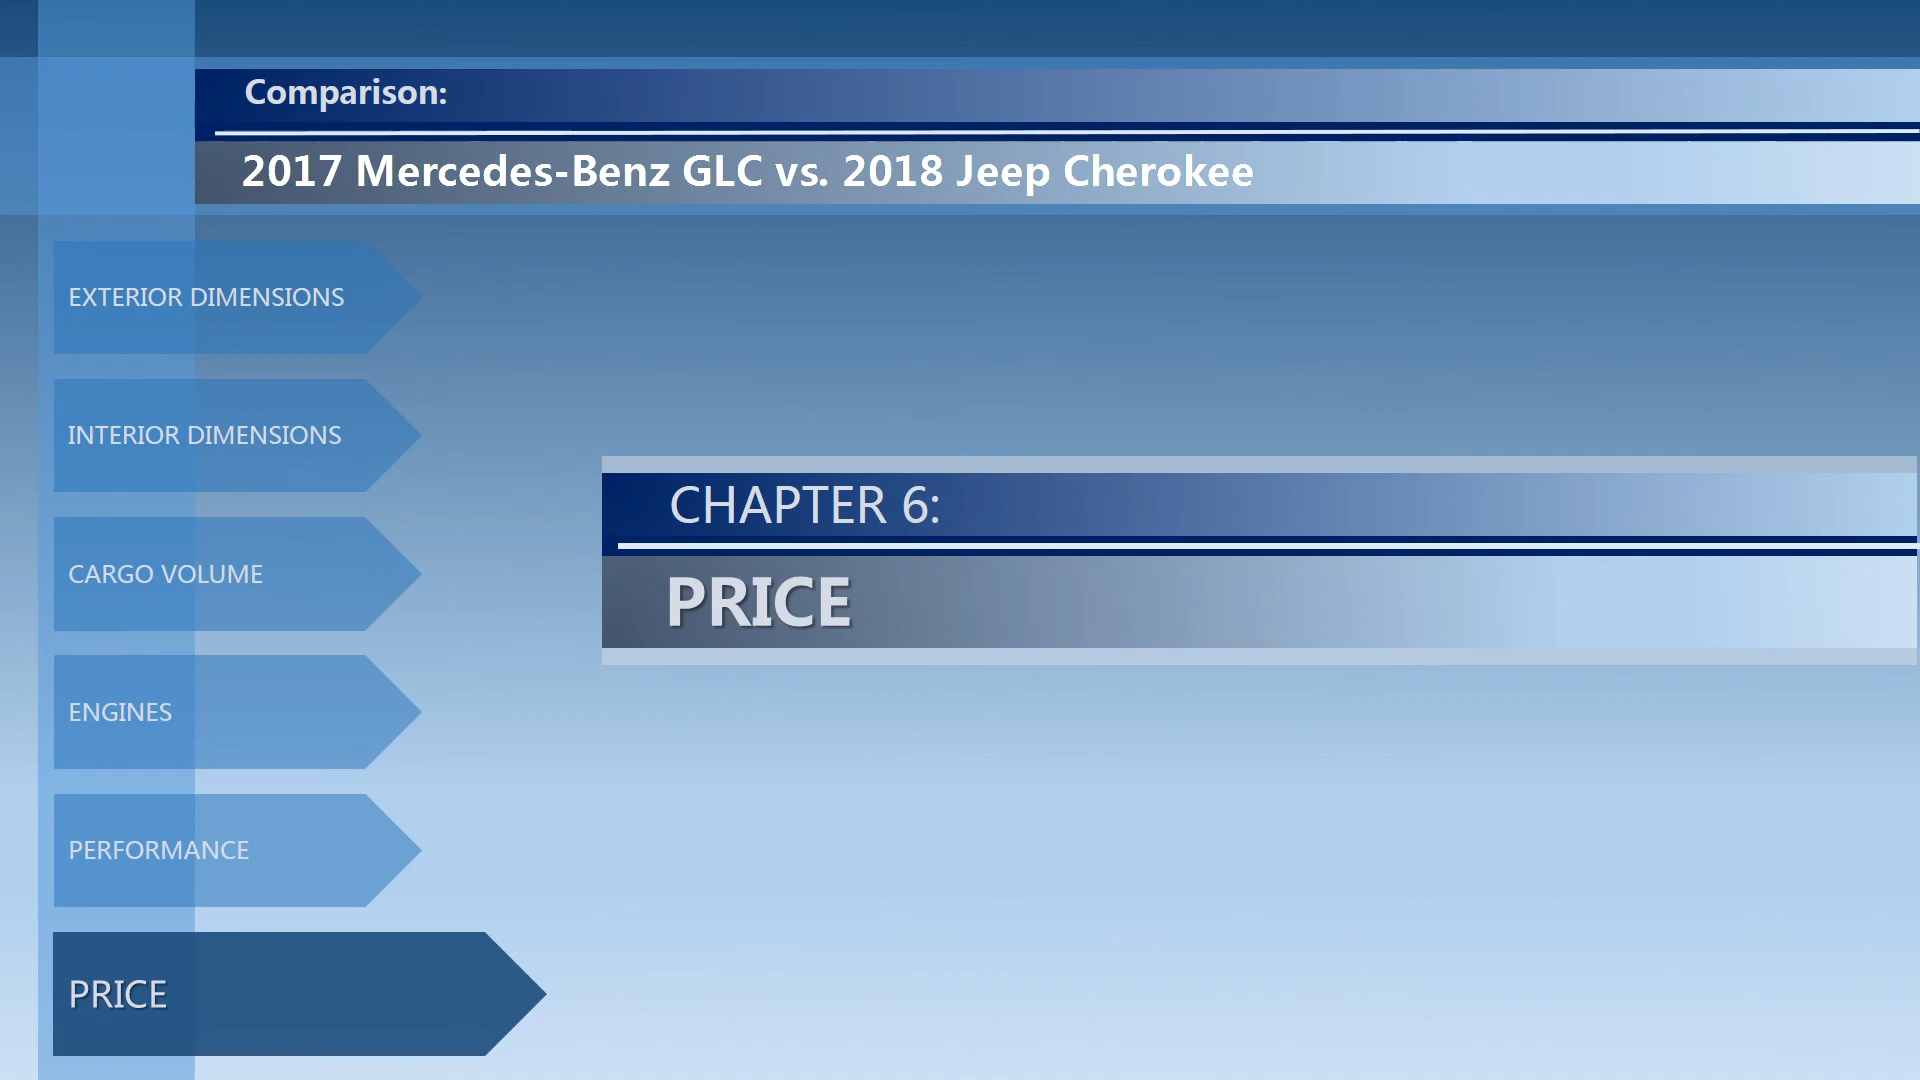 Comparison:
2017 Mercedes-Benz GLC vs. 2018 Jeep Cherokee
EXTERIOR DIMENSIONS
INTERIOR DIMENSIONS
CARGO VOLUME
ENGINES
PERFORMANCE
PRICE
CHAPTER 6:
PRICE